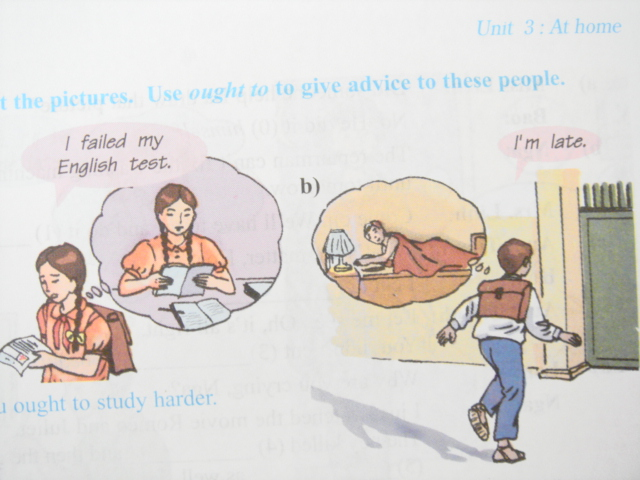 Unit 3 : At home
t the pictures. Use ought to to give advice to these people.
I failed my
English test.
b)
I'm late.
u ought to study harder.